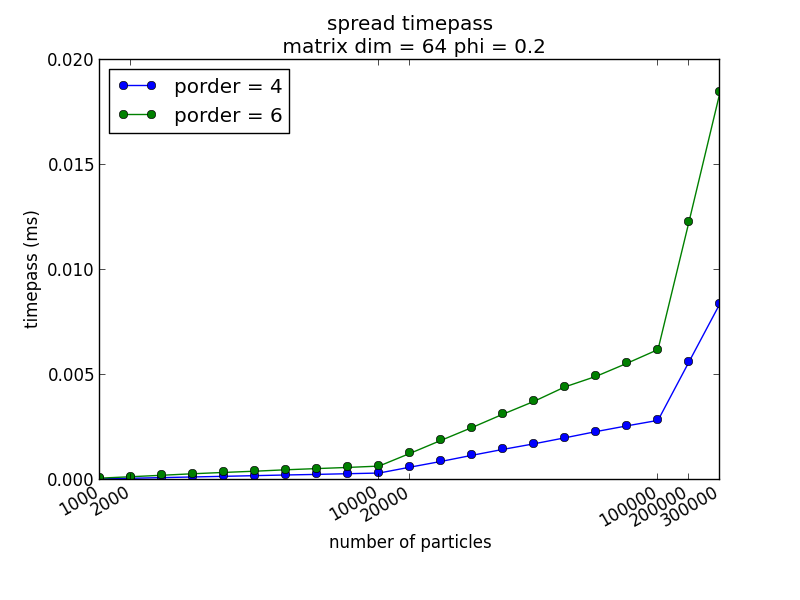 spread timepass
matrix dim = 64 phi = 0.2
0.020
0.015
0.010
0.005
0.000
timepass (ms)
porder = 4
porder = 6
1000
2000
10000
20000
100000
200000
300000
number of particles